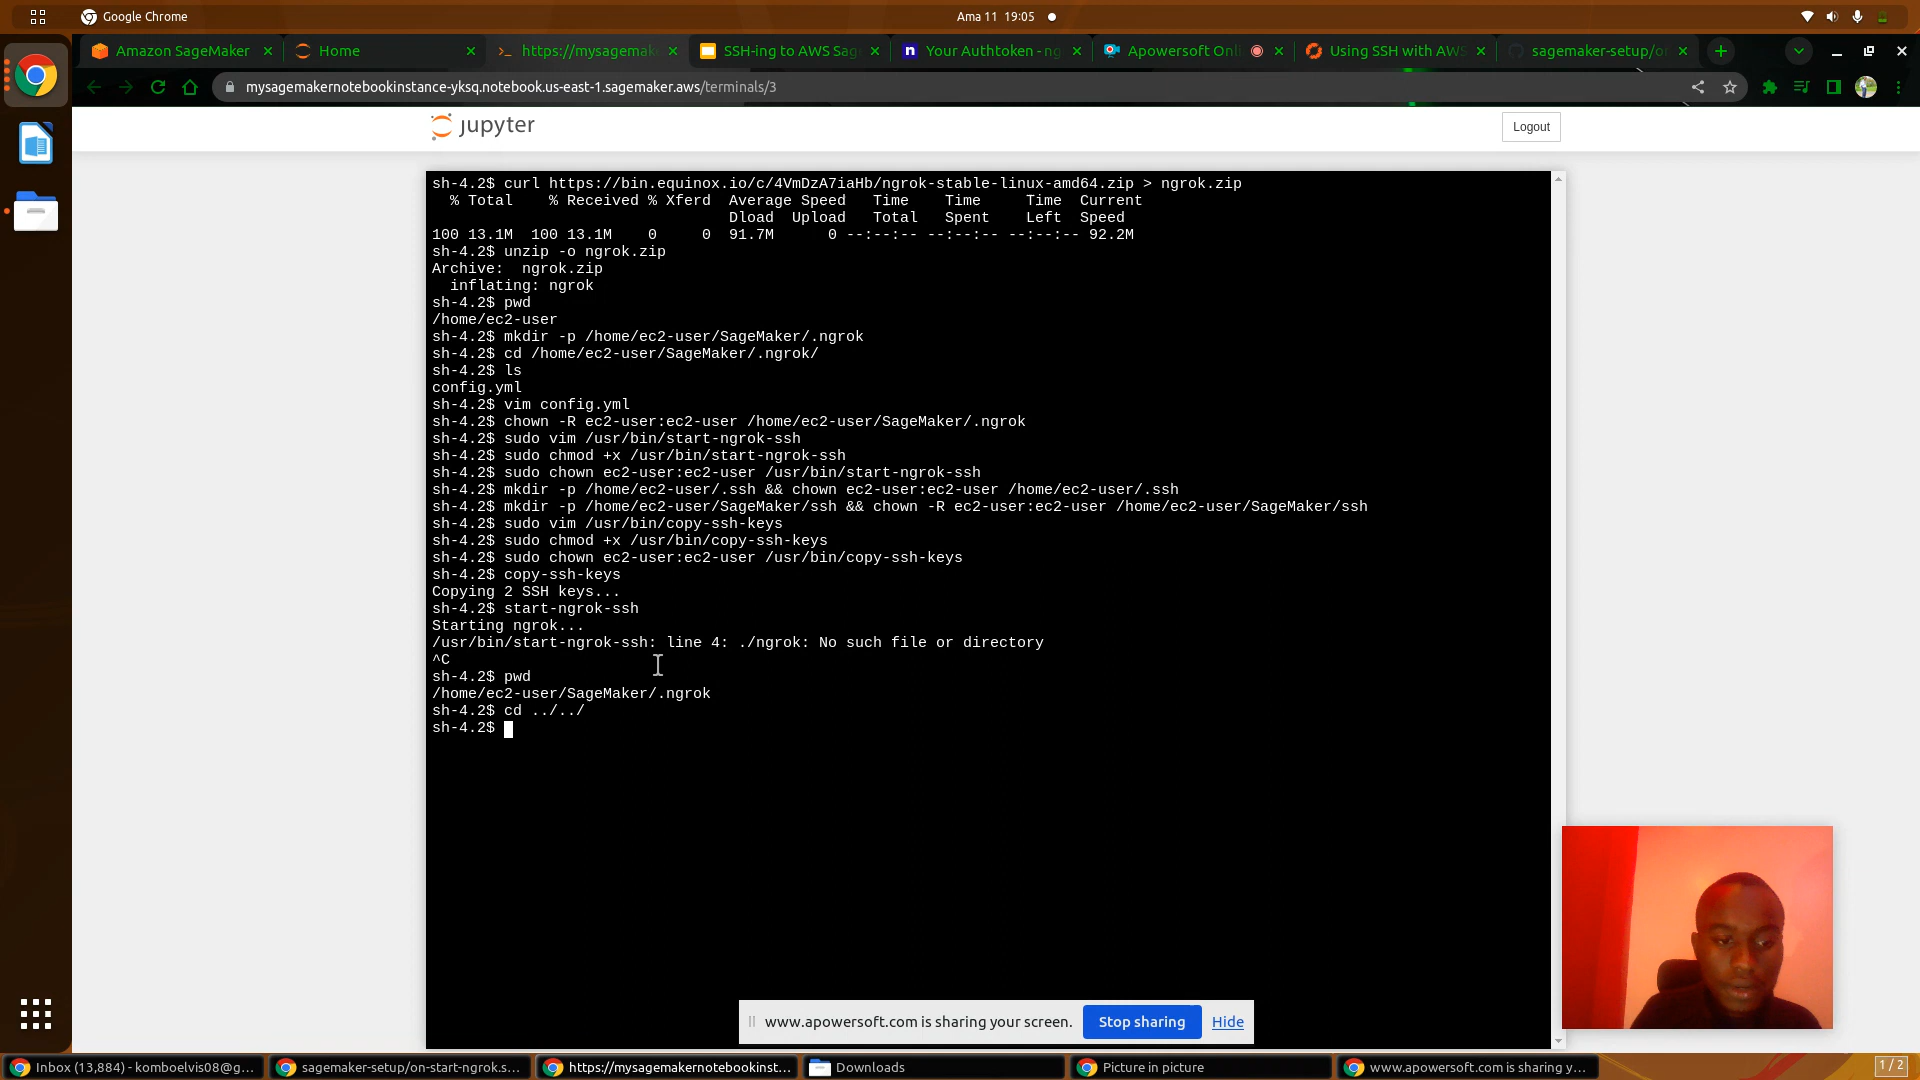 Google Chrome
Ama 11 19:05
Amazon SageMaker
Home
https://mysagemak
SSH-ing to AWS Sag
Your Authtoken - ng
Apowersoft Onl
Using SSH with AWS
sagemaker-setup/o
mysagemakernotebookinstance-yksq.notebook.us-east-1.sagemaker.aws/terminals/3
jupyter
Logout
sh-4.2$ curl https://bin.equinox.io/c/4VmDzA7iaHb/ngrok-stable-linux-amd64.zip > ngrok.zip
% Total % Received % Xferd Average Speed Time Time Time Current
Dload Upload Total Spent Left Speed
100 13.1M 100 13.1M 0 0 91.7M 0 --:--:-- --:--:-- --:--:-- 92.2M
sh-4.2$ unzip -o ngrok.zip
Archive: ngrok.zip
inflating: ngrok
sh-4.2$ pwd
/home/ec2-user
sh-4.2$ mkdir -p /home/ec2-user/SageMaker/.ngrok
sh-4.2$ cd /home/ec2-user/SageMaker/.ngrok/
sh-4.2$ ls
config.yml
sh-4.2$ vim config.yml
sh-4.2$ chown -R ec2-user:ec2-user /home/ec2-user/SageMaker/.ngrok
sh-4.2$ sudo vim /usr/bin/start-ngrok-ssh
sh-4.2$ sudo chmod +x /usr/bin/start-ngrok-ssh
sh-4.2$ sudo chown ec2-user:ec2-user /usr/bin/start-ngrok-ssh
sh-4.2$ mkdir -p /home/ec2-user/.ssh && chown ec2-user:ec2-user /home/ec2-user/.ssh
sh-4.2$ mkdir -p /home/ec2-user/SageMaker/ssh && chown -R ec2-user:ec2-user /home/ec2-user/SageMaker/ssh
sh-4.2$ sudo vim /usr/bin/copy-ssh-keys
sh-4.2$ sudo chmod +x /usr/bin/copy-ssh-keys
sh-4.2$ sudo chown ec2-user:ec2-user /usr/bin/copy-ssh-keys
sh-4.2$ copy-ssh-keys
Copying 2 SSH keys...
sh-4.2$ start-ngrok-ssh
Starting ngrok...
/usr/bin/start-ngrok-ssh: line 4: ./ngrok: No such file or directory
^C
sh-4.2$ pwd
/home/ec2-user/SageMaker/.ngrok
sh-4.2$ cd ../../
sh-4.2$
www.apowersoft.com is sharing your screen.
Stop sharing
Hide
Inbox (13,884) - komboelvis08@g...
sagemaker-setup/on-start-ngrok.s...
https://mysagemakernotebookinst...
Downloads
Picture in picture
www.apowersoft.com is sharing y...
1 / 2